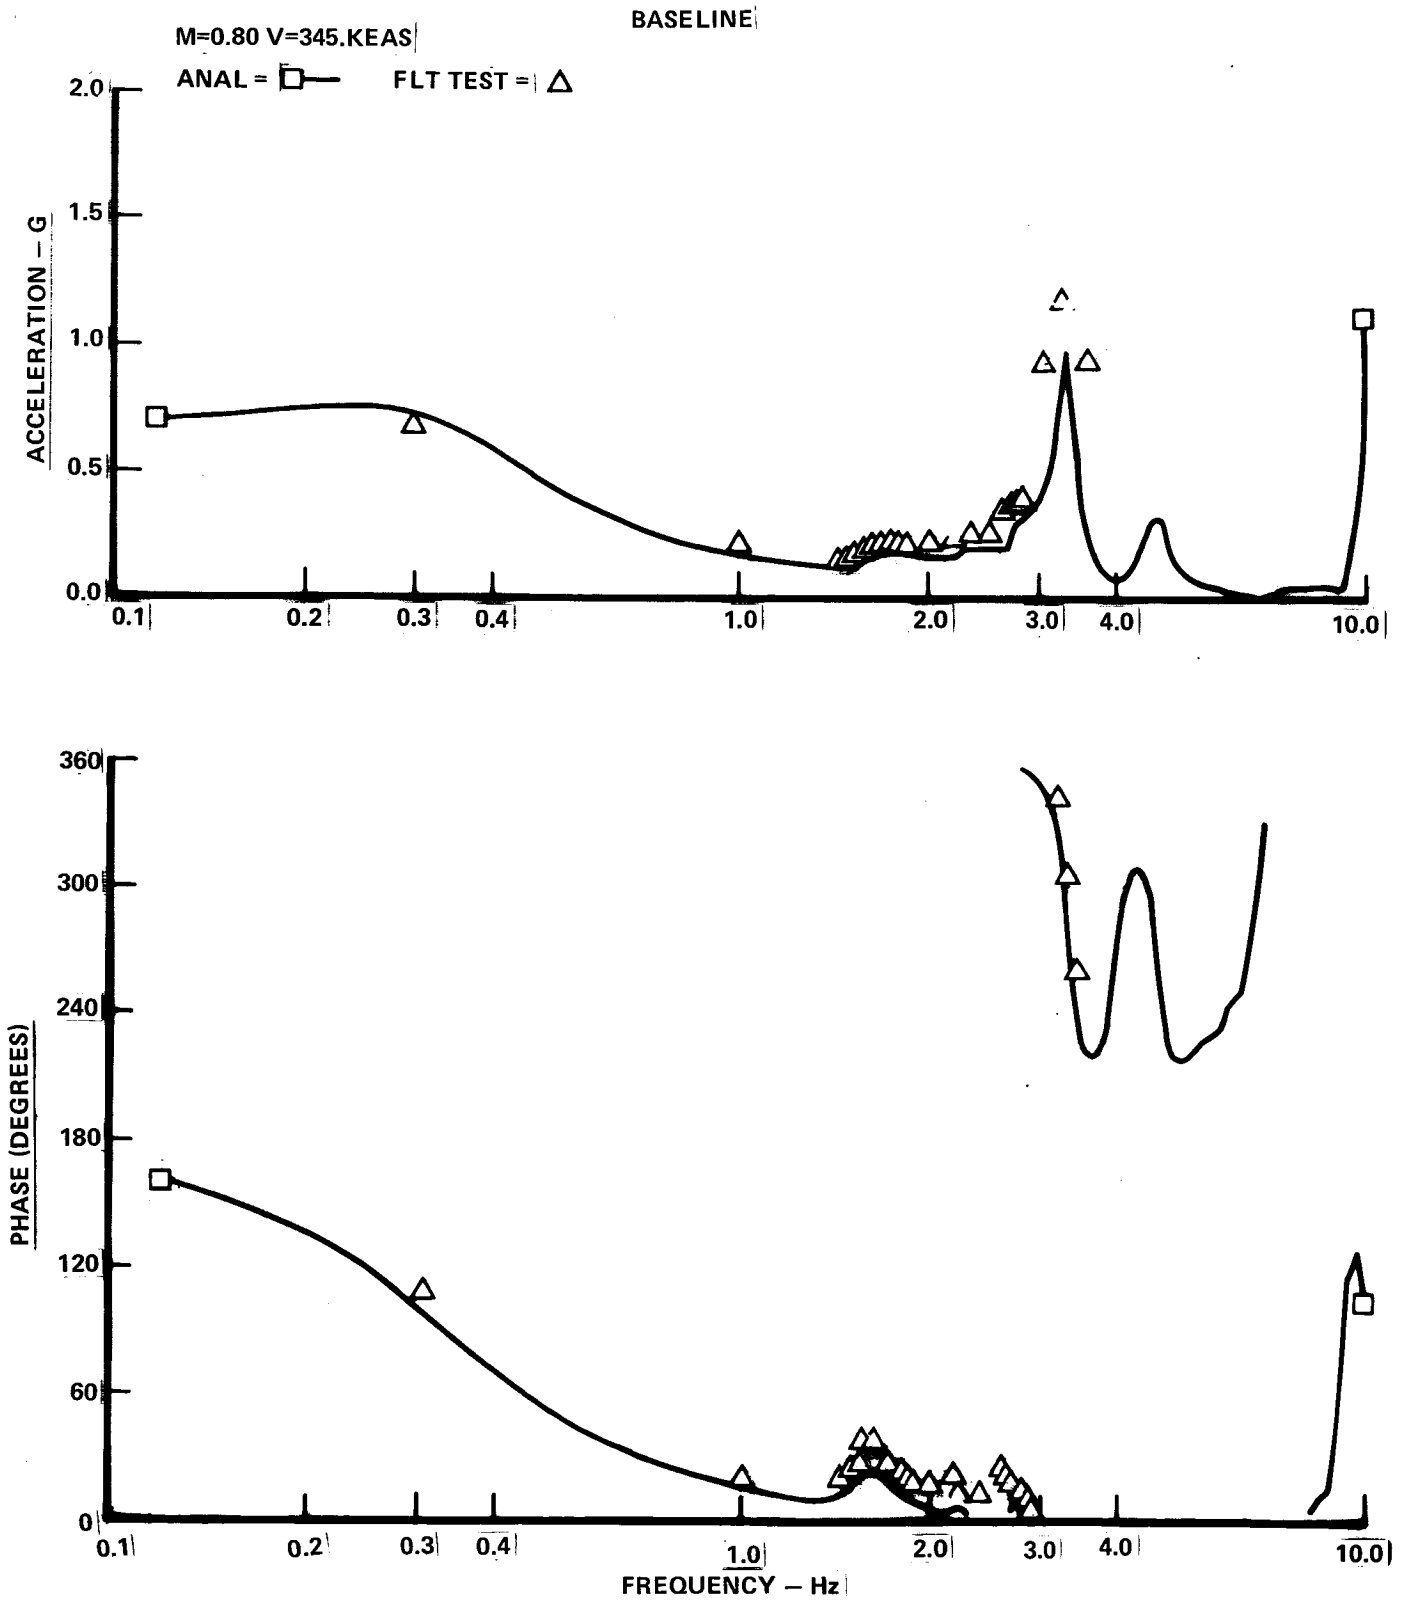 BASELINE
M=0.80 V=345.KEAS
ANAL = FLT TEST =
2.0
1.5
1.0
0.5
0.0
ACCELERATION – G
0.1 0.2 0.3 0.4 1.0 2.0 3.0 4.0 10.0
360
300
240
180
120
60
0
PHASE (DEGREES)
0.1 0.2 0.3 0.4 1.0 2.0 3.0 4.0 10.0
FREQUENCY – Hz